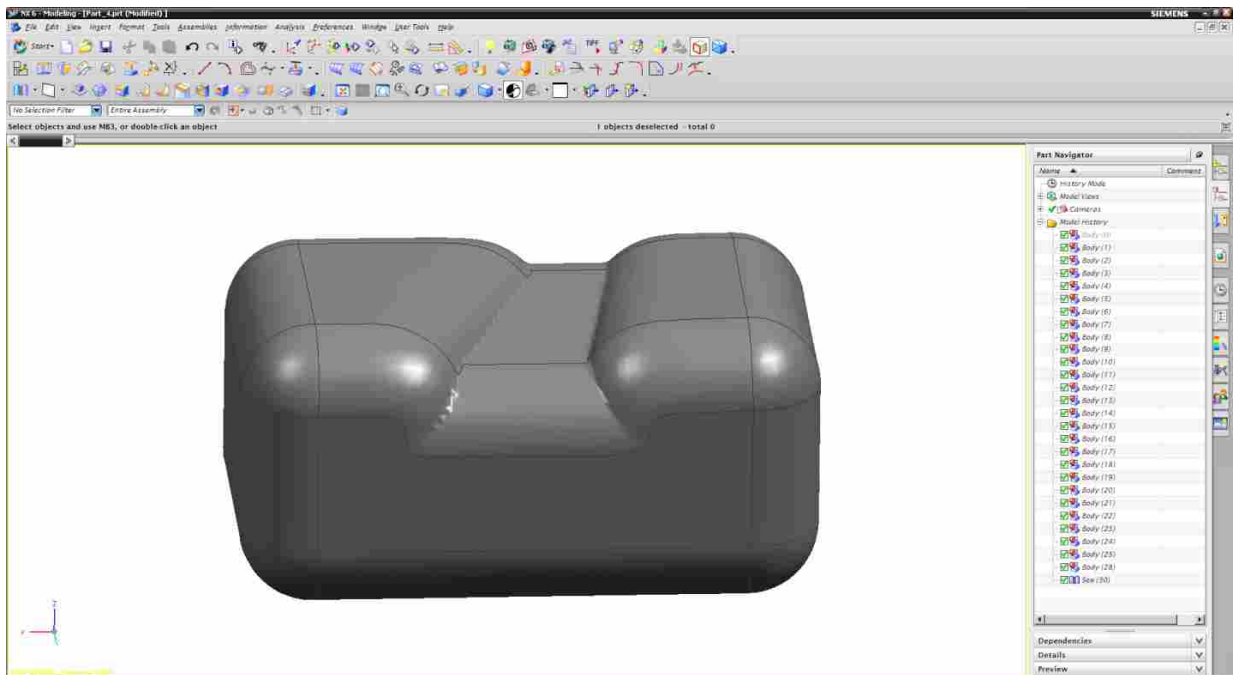 NX 6 - Modeling - [Part_4.prt (Modified) ]
SIEMENS
File Edit View Insert Format Tools Assemblies Information Analysis Preferences Window User Tools Help
Start
No Selection Filter
Entire Assembly
Select objects and use MB3, or double-click an object
1 objects deselected - total 0
Part Navigator
Name
Comment
History Mode
Model Views
Cameras
Model History
Body (1)
Body (2)
Body (3)
Body (4)
Body (5)
Body (6)
Body (7)
Body (8)
Body (9)
Body (10)
Body (11)
Body (12)
Body (13)
Body (14)
Body (15)
Body (16)
Body (17)
Body (18)
Body (19)
Body (20)
Body (21)
Body (22)
Body (23)
Body (24)
Body (25)
Body (28)
Sew (30)
Dependencies
Details
Preview